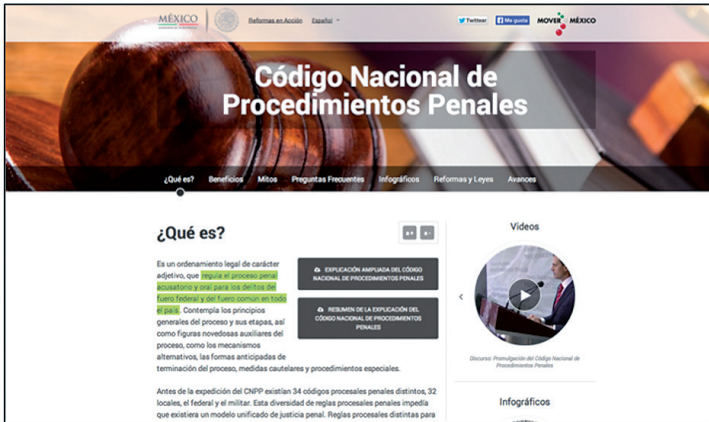 MÉXICO
Reformas en Acción Español
Twittear Me gusta MOVER MÉXICO
Código Nacional de
Procedimientos Penales
¿Qué es? Beneficios Mitos Preguntas Frecuentes Infográficos Reformas y Leyes Avances
¿Qué es?
Es un ordenamiento legal de carácter
adjetivo, que regula el proceso penal
acusatorio y oral para los delitos del
fuero federal y del fuero común en todo
el país. Contempla los principios
generales del proceso y sus etapas, así
como figuras novedosas auxiliares del
proceso, como los mecanismos
alternativos, las formas anticipadas de
terminación del proceso, medidas cautelares y procedimientos especiales.
Antes de la expedición del CNPP existían 34 códigos procesales penales distintos, 32
locales, el federal y el militar. Esta diversidad de reglas procesales penales impedía
que existiera un modelo unificado de justicia penal. Reglas procesales distintas para
EXPLICACIÓN AMPLIADA DEL CÓDIGO
NACIONAL DE PROCEDIMIENTOS PENALES
RESUMEN DE LA EXPLICACIÓN DEL
CÓDIGO NACIONAL DE PROCEDIMIENTOS
PENALES
Videos
Discurso: Promulgación del Código Nacional de
Procedimientos Penales
Infográficos